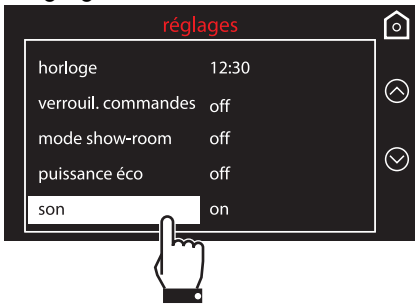 réglages
horloge 12:30
verrouil. commandes off
mode show-room off
puissance éco off
son on